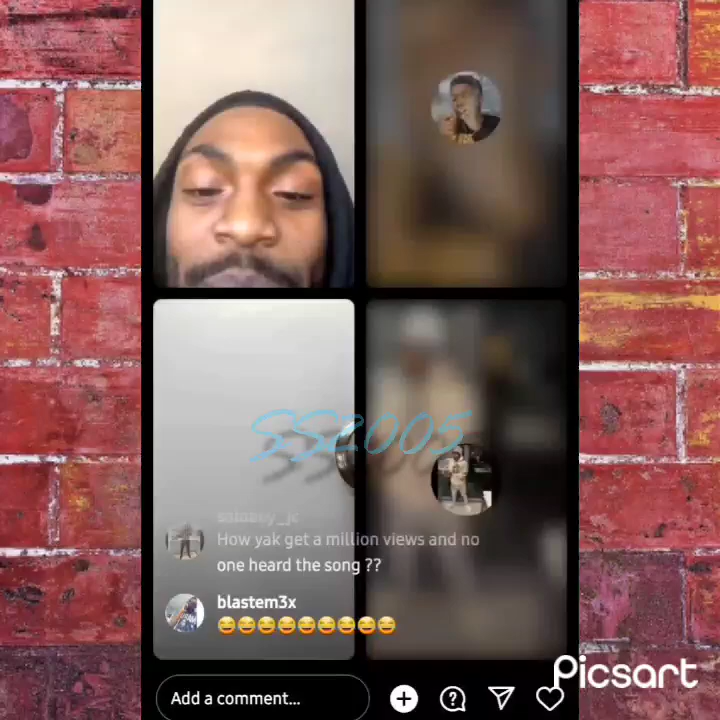 SS2005
How yak get a million views and no
one heard the song ??
blastem3x
😆😆😆😆😆😆😆😆😆
Add a comment...
Picsart